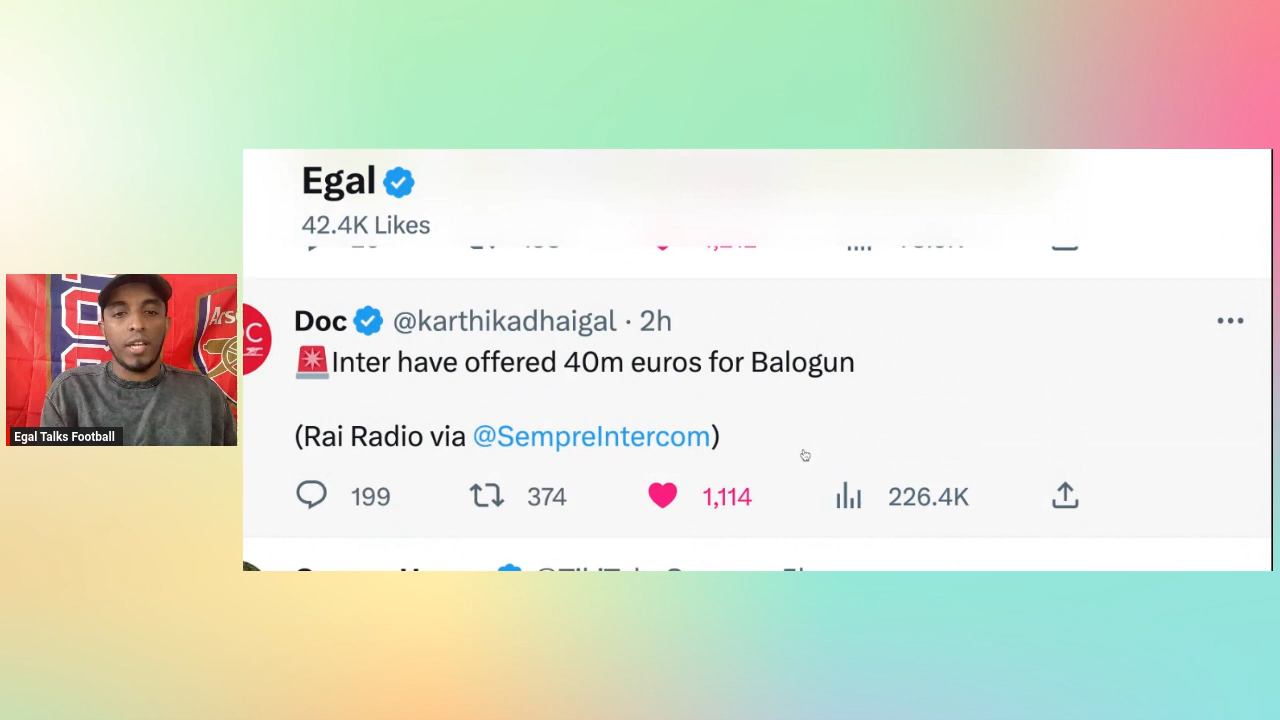 Egal
42.4K Likes
Doc @karthikadhaigal · 2h
🚨Inter have offered 40m euros for Balogun
(Rai Radio via @SempreIntercom)
199 374 1,114 226.4K
Arse
Egal Talks Football